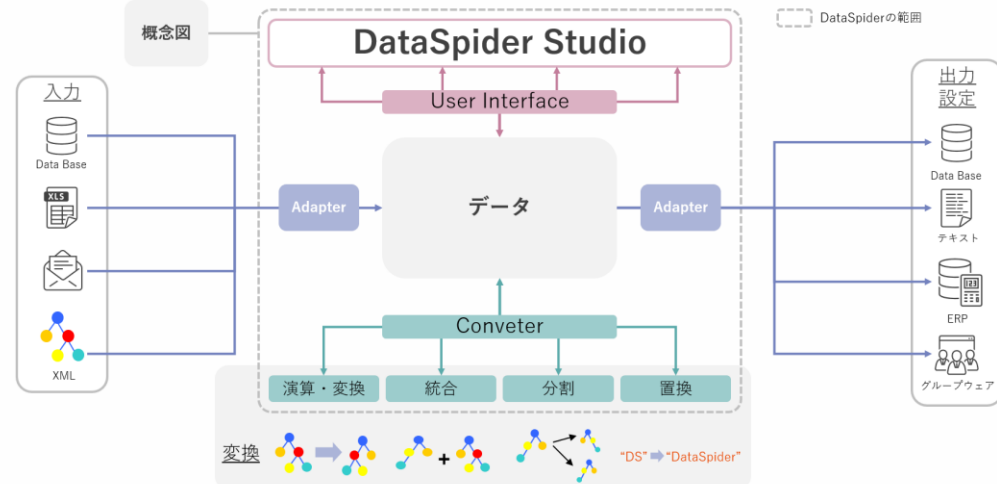 概念図
DataSpiderの範囲
DataSpider Studio
User Interface
入力
Data Base
XLS
XML
Adapter
データ
Adapter
出力
設定
Data Base
テキスト
123
ERP
グループウェア
Conveter
演算・変換
統合
分割
置換
変換
+
“DS” “DataSpider”